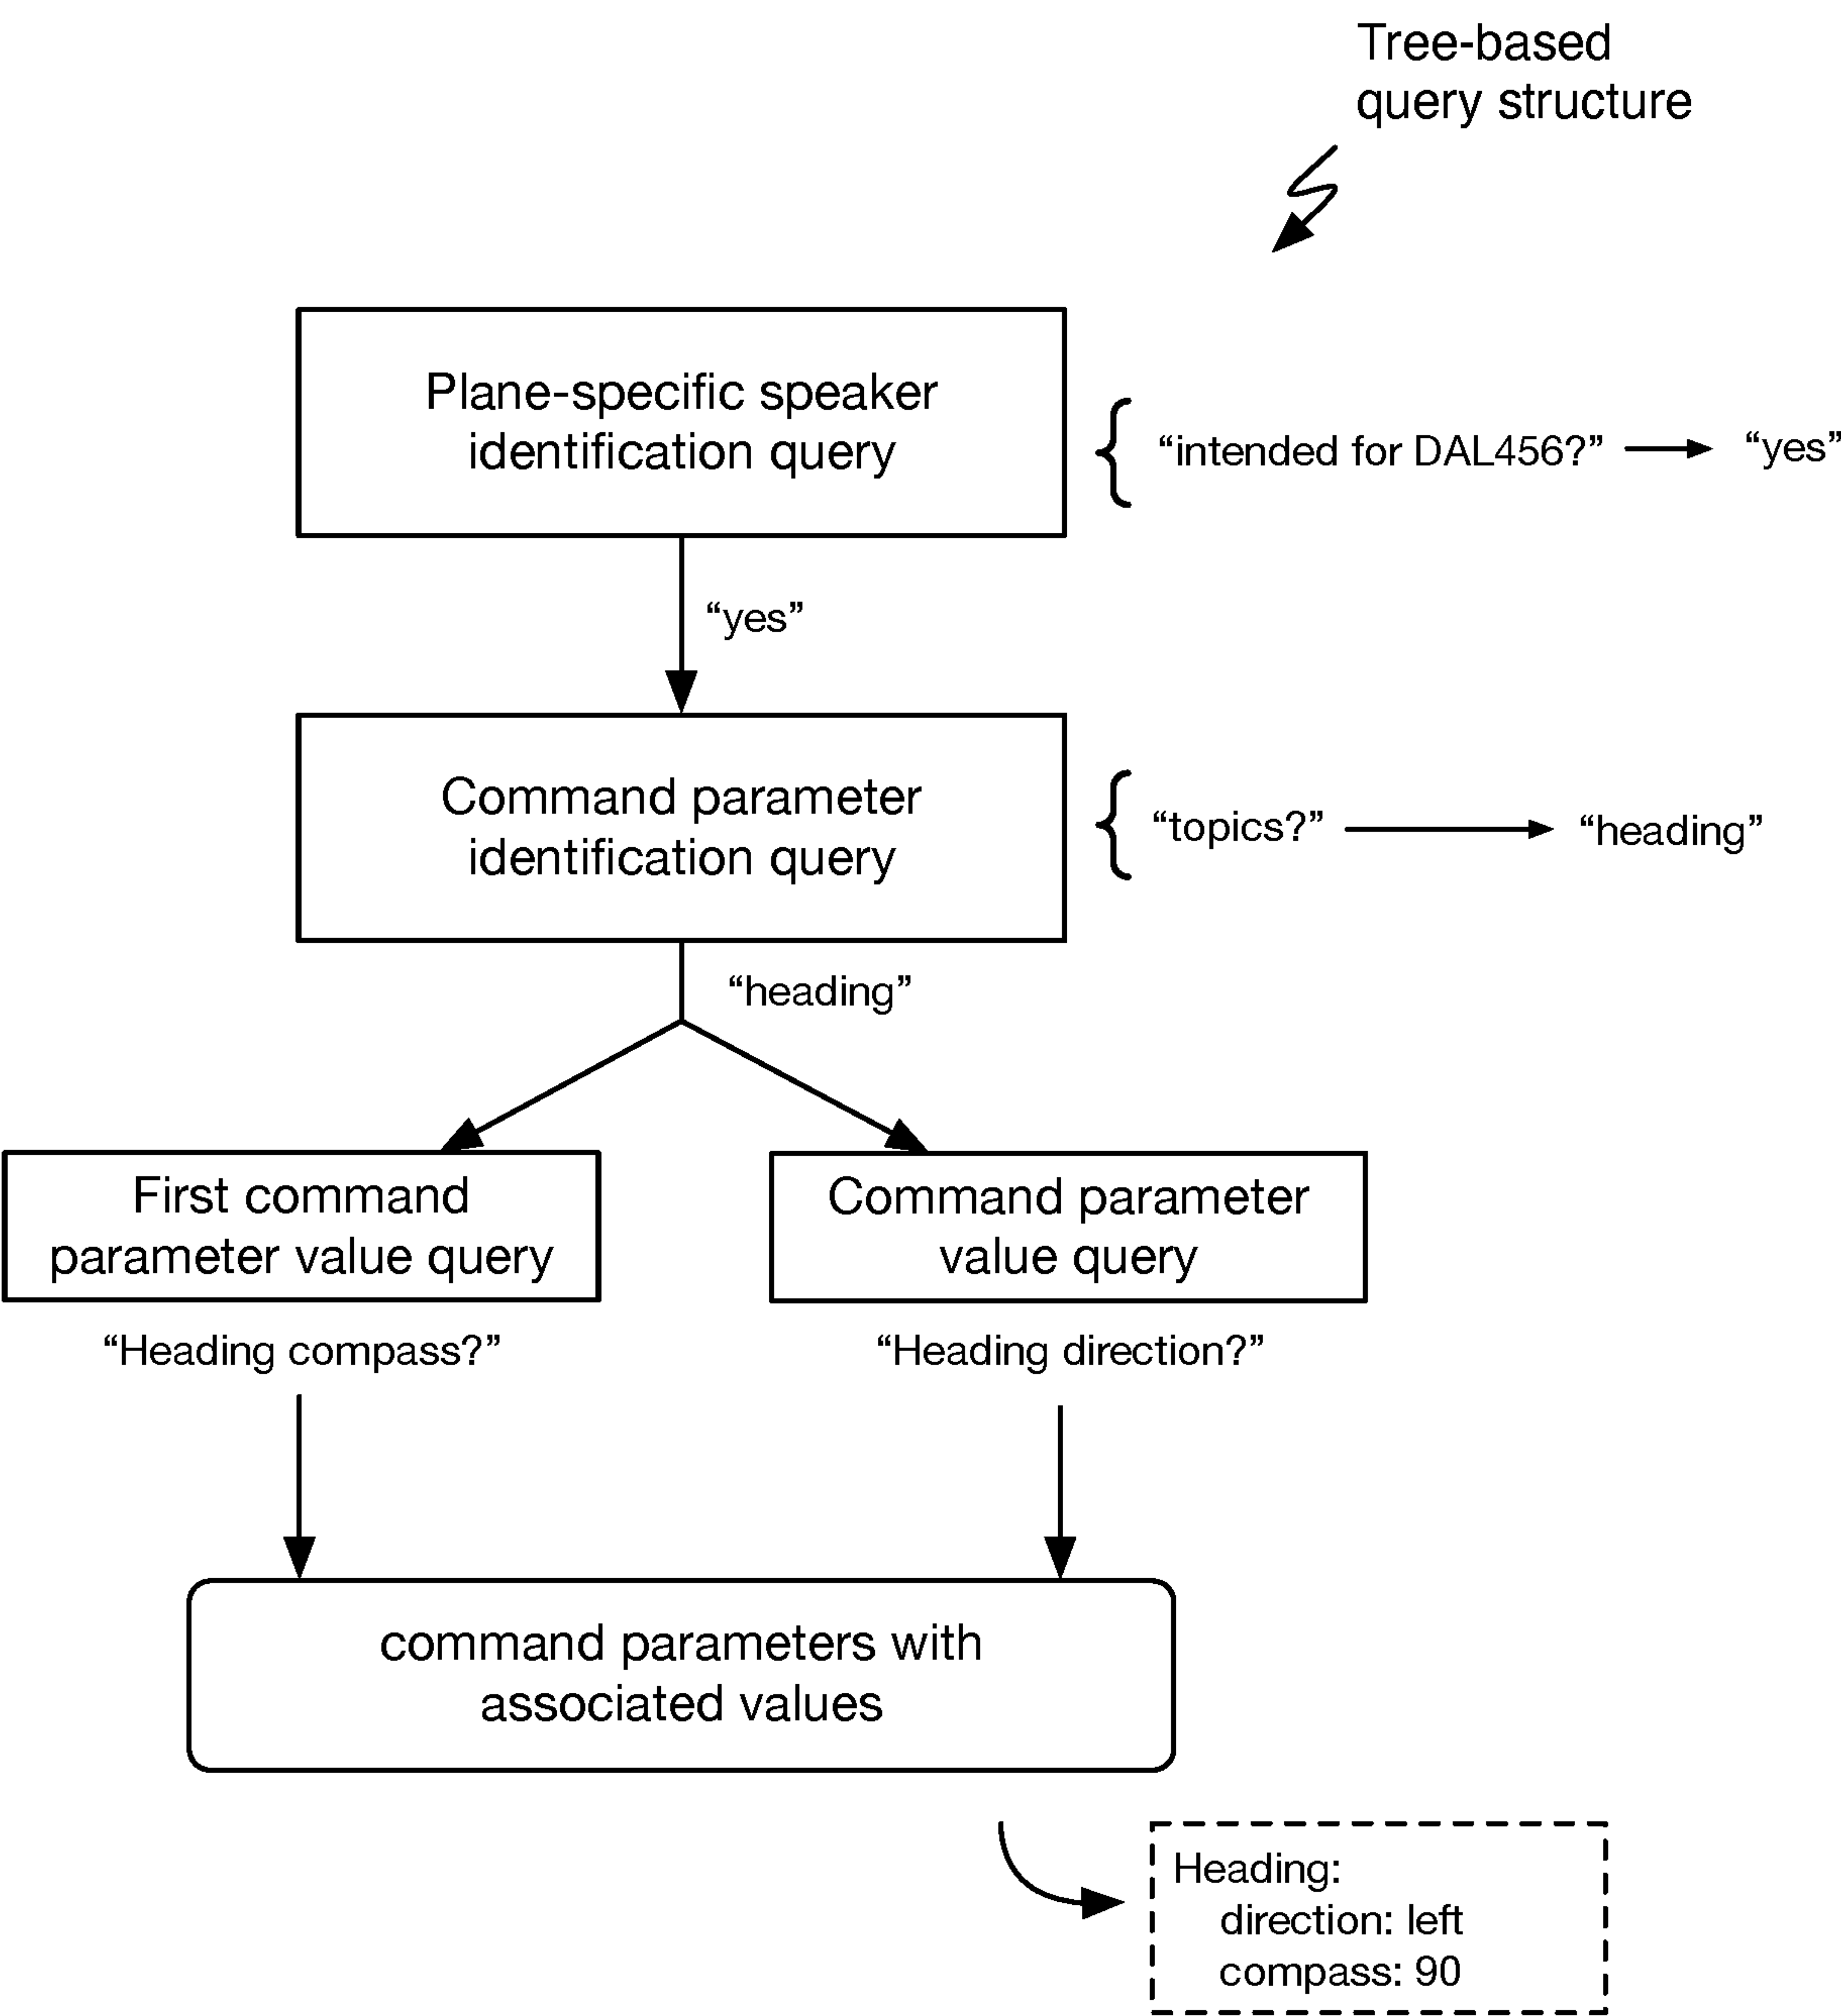 Tree-based
query structure
Plane-specific speaker
identification query
“intended for DAL456?”
“yes”
“yes”
Command parameter
identification query
“topics?”
“heading”
“heading”
First command
parameter value query
Command parameter
value query
“Heading compass?”
“Heading direction?”
command parameters with
associated values
Heading:
direction: left
compass: 90